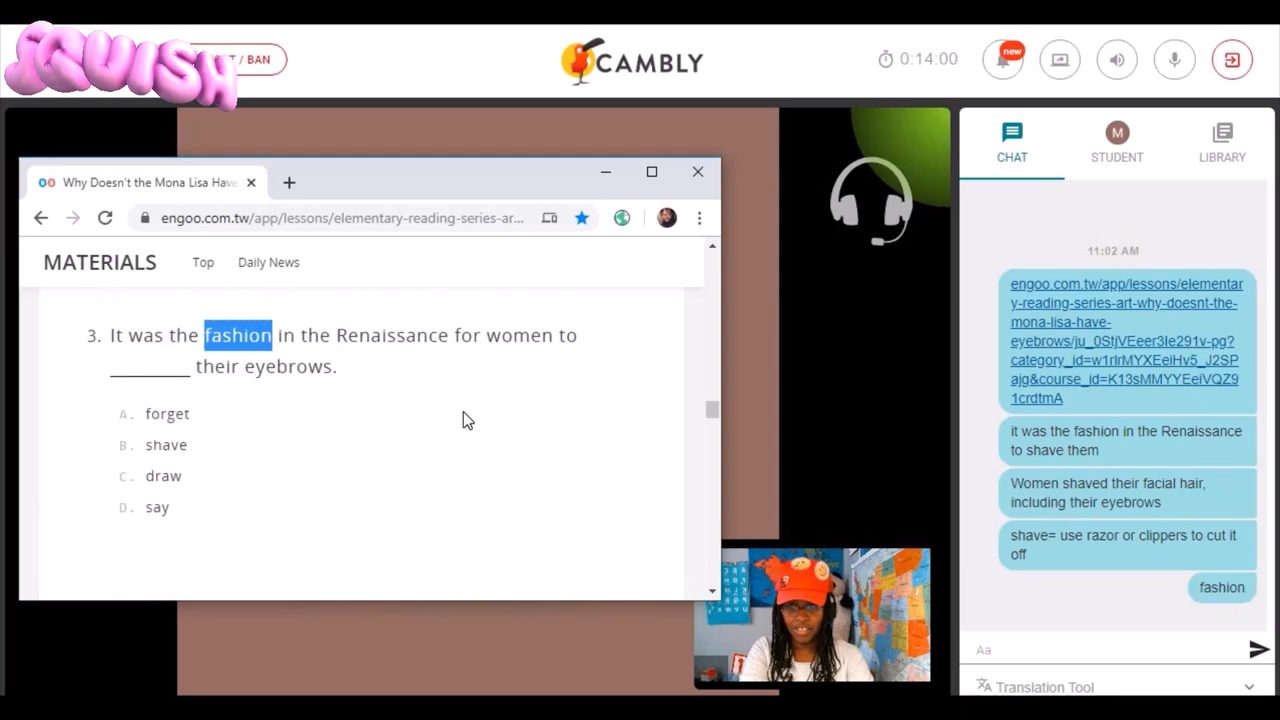 SQUISH
T / BAN
CAMBLY
0:14:00
new
CHAT
M
STUDENT
LIBRARY
Why Doesn't the Mona Lisa Have
engoo.com.tw/app/lessons/elementary-reading-series-ar...
MATERIALS
Top
Daily News
3. It was the fashion in the Renaissance for women to
________ their eyebrows.
A. forget
B. shave
C. draw
D. say
11:02 AM
engoo.com.tw/app/lessons/elementar
y-reading-series-art-why-doesnt-the-
mona-lisa-have-
eyebrows/ju_0StjVEeer3Ie291v-pg?
category_id=w1rIrMYXEeiHv5_J2SP
ajg&course_id=K13sMMYYEeiVQZ9
1crdtmA
it was the fashion in the Renaissance
to shave them
Women shaved their facial hair,
including their eyebrows
shave= use razor or clippers to cut it
off
fashion
Aa
Translation Tool